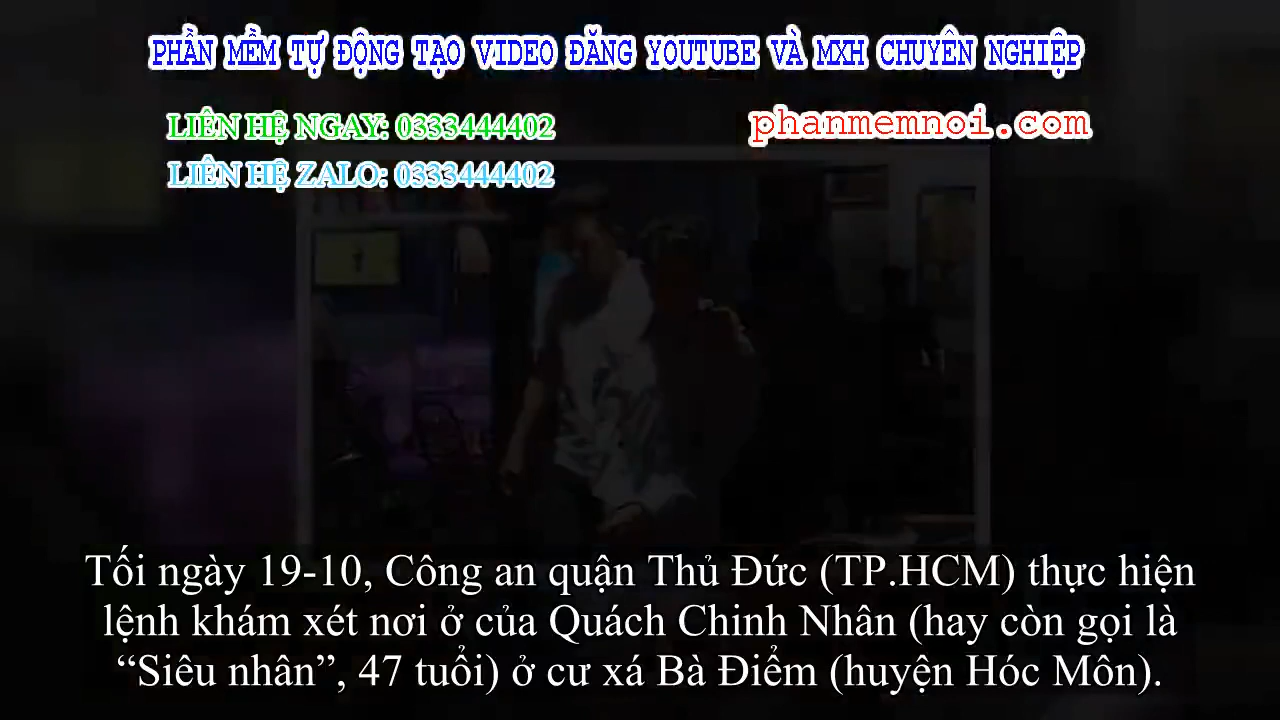 PHẦN MỀM TỰ ĐỘNG TẠO VIDEO ĐĂNG YOUTUBE VÀ MXH CHUYÊN NGHIỆP
LIÊN HỆ NGAY: 0333444402
phanmemnoi.com
LIÊN HỆ ZALO: 0333444402
Tối ngày 19-10, Công an quận Thủ Đức (TP.HCM) thực hiện
lệnh khám xét nơi ở của Quách Chinh Nhân (hay còn gọi là
“Siêu nhân”, 47 tuổi) ở cư xá Bà Điểm (huyện Hóc Môn).